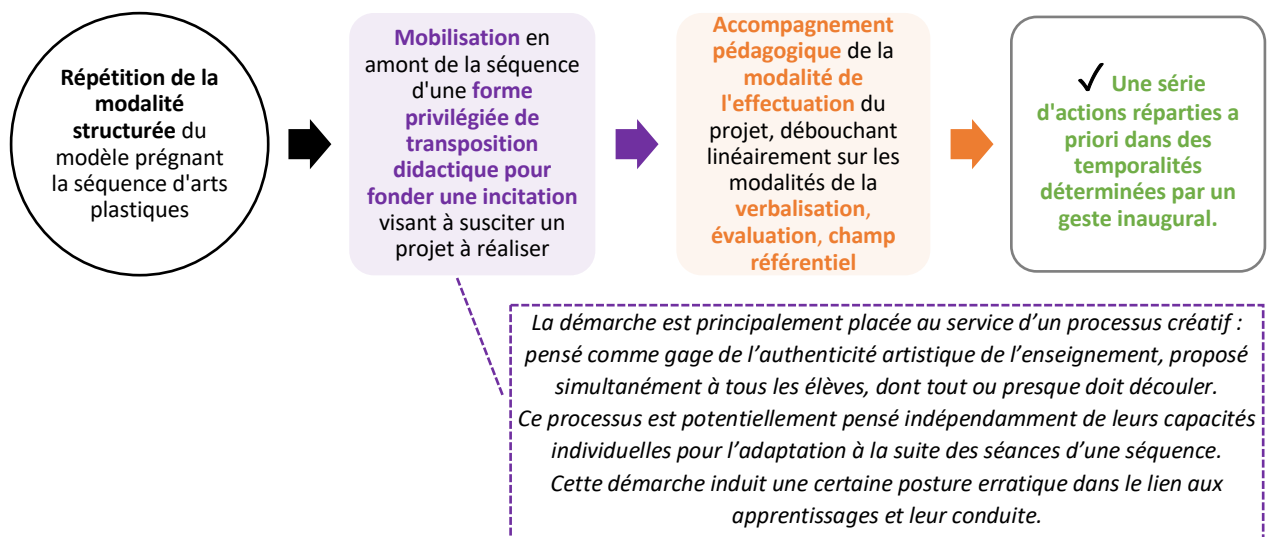 Répétition de la
modalité
structurée du
modèle prégnant
la séquence d'arts
plastiques
Mobilisation en
amont de la séquence
d'une forme
privilégiée de
transposition
didactique pour
fonder une incitation
visant à susciter un
projet à réaliser
Accompagnement
pédagogique de la
modalité de
l'effectuation du
projet, débouchant
linéairement sur les
modalités de la
verbalisation,
évaluation, champ
référentiel
✓ Une série
d'actions réparties a
priori dans des
temporalités
déterminées par un
geste inaugural.
La démarche est principalement placée au service d’un processus créatif :
pensé comme gage de l’authenticité artistique de l’enseignement, proposé
simultanément à tous les élèves, dont tout ou presque doit découler.
Ce processus est potentiellement pensé indépendamment de leurs capacités
individuelles pour l’adaptation à la suite des séances d’une séquence.
Cette démarche induit une certaine posture erratique dans le lien aux
apprentissages et leur conduite.